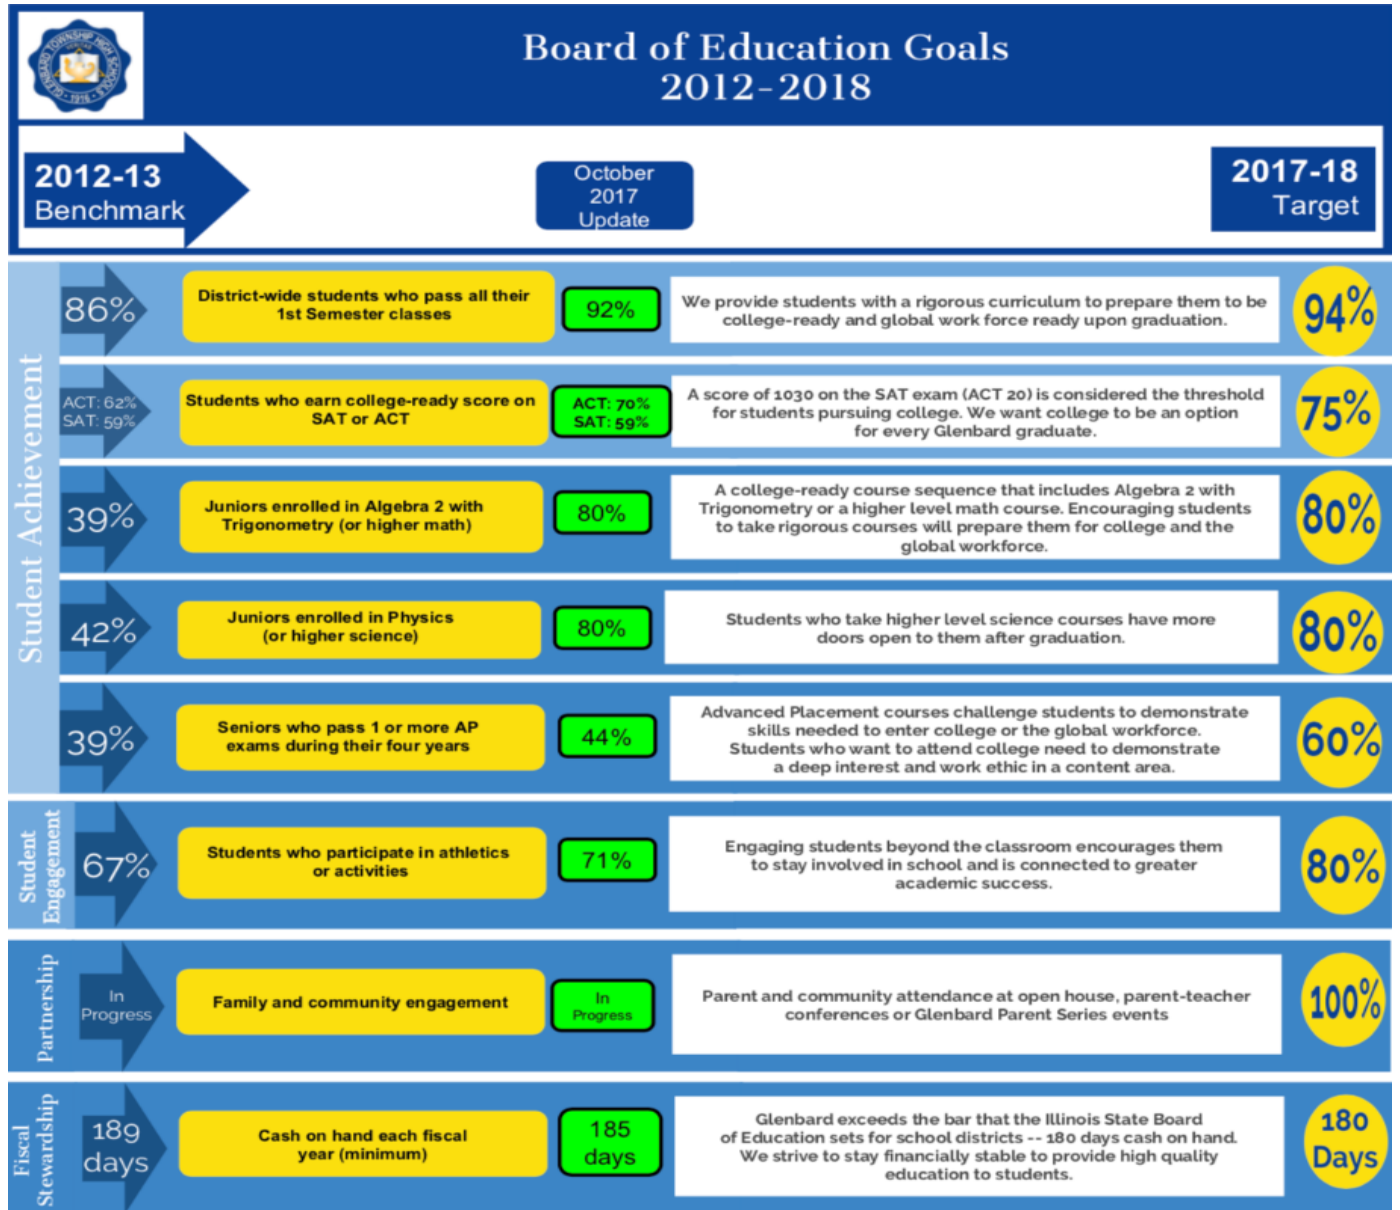 GLENBARD TOWNSHIP HIGH SCHOOLS
1916
Board of Education Goals
2012-2018
2012-13
Benchmark
October
2017
Update
2017-18
Target
Student Achievement
86%
District-wide students who pass all their
1st Semester classes
92%
We provide students with a rigorous curriculum to prepare them to be
college-ready and global work force ready upon graduation.
94%
ACT: 62%
SAT: 59%
Students who earn college-ready score on
SAT or ACT
ACT: 70%
SAT: 59%
A score of 1030 on the SAT exam (ACT 20) is considered the threshold
for students pursuing college. We want college to be an option
for every Glenbard graduate.
75%
39%
Juniors enrolled in Algebra 2 with
Trigonometry (or higher math)
80%
A college-ready course sequence that includes Algebra 2 with
Trigonometry or a higher level math course. Encouraging students
to take rigorous courses will prepare them for college and the
global workforce.
80%
42%
Juniors enrolled in Physics
(or higher science)
80%
Students who take higher level science courses have more
doors open to them after graduation.
80%
39%
Seniors who pass 1 or more AP
exams during their four years
44%
Advanced Placement courses challenge students to demonstrate
skills needed to enter college or the global workforce.
Students who want to attend college need to demonstrate
a deep interest and work ethic in a content area.
60%
Student
Engagement
67%
Students who participate in athletics
or activities
71%
Engaging students beyond the classroom encourages them
to stay involved in school and is connected to greater
academic success.
80%
Partnership
In
Progress
Family and community engagement
In
Progress
Parent and community attendance at open house, parent-teacher
conferences or Glenbard Parent Series events
100%
Fiscal
Stewardship
189
days
Cash on hand each fiscal
year (minimum)
185
days
Glenbard exceeds the bar that the Illinois State Board
of Education sets for school districts -- 180 days cash on hand.
We strive to stay financially stable to provide high quality
education to students.
180
Days